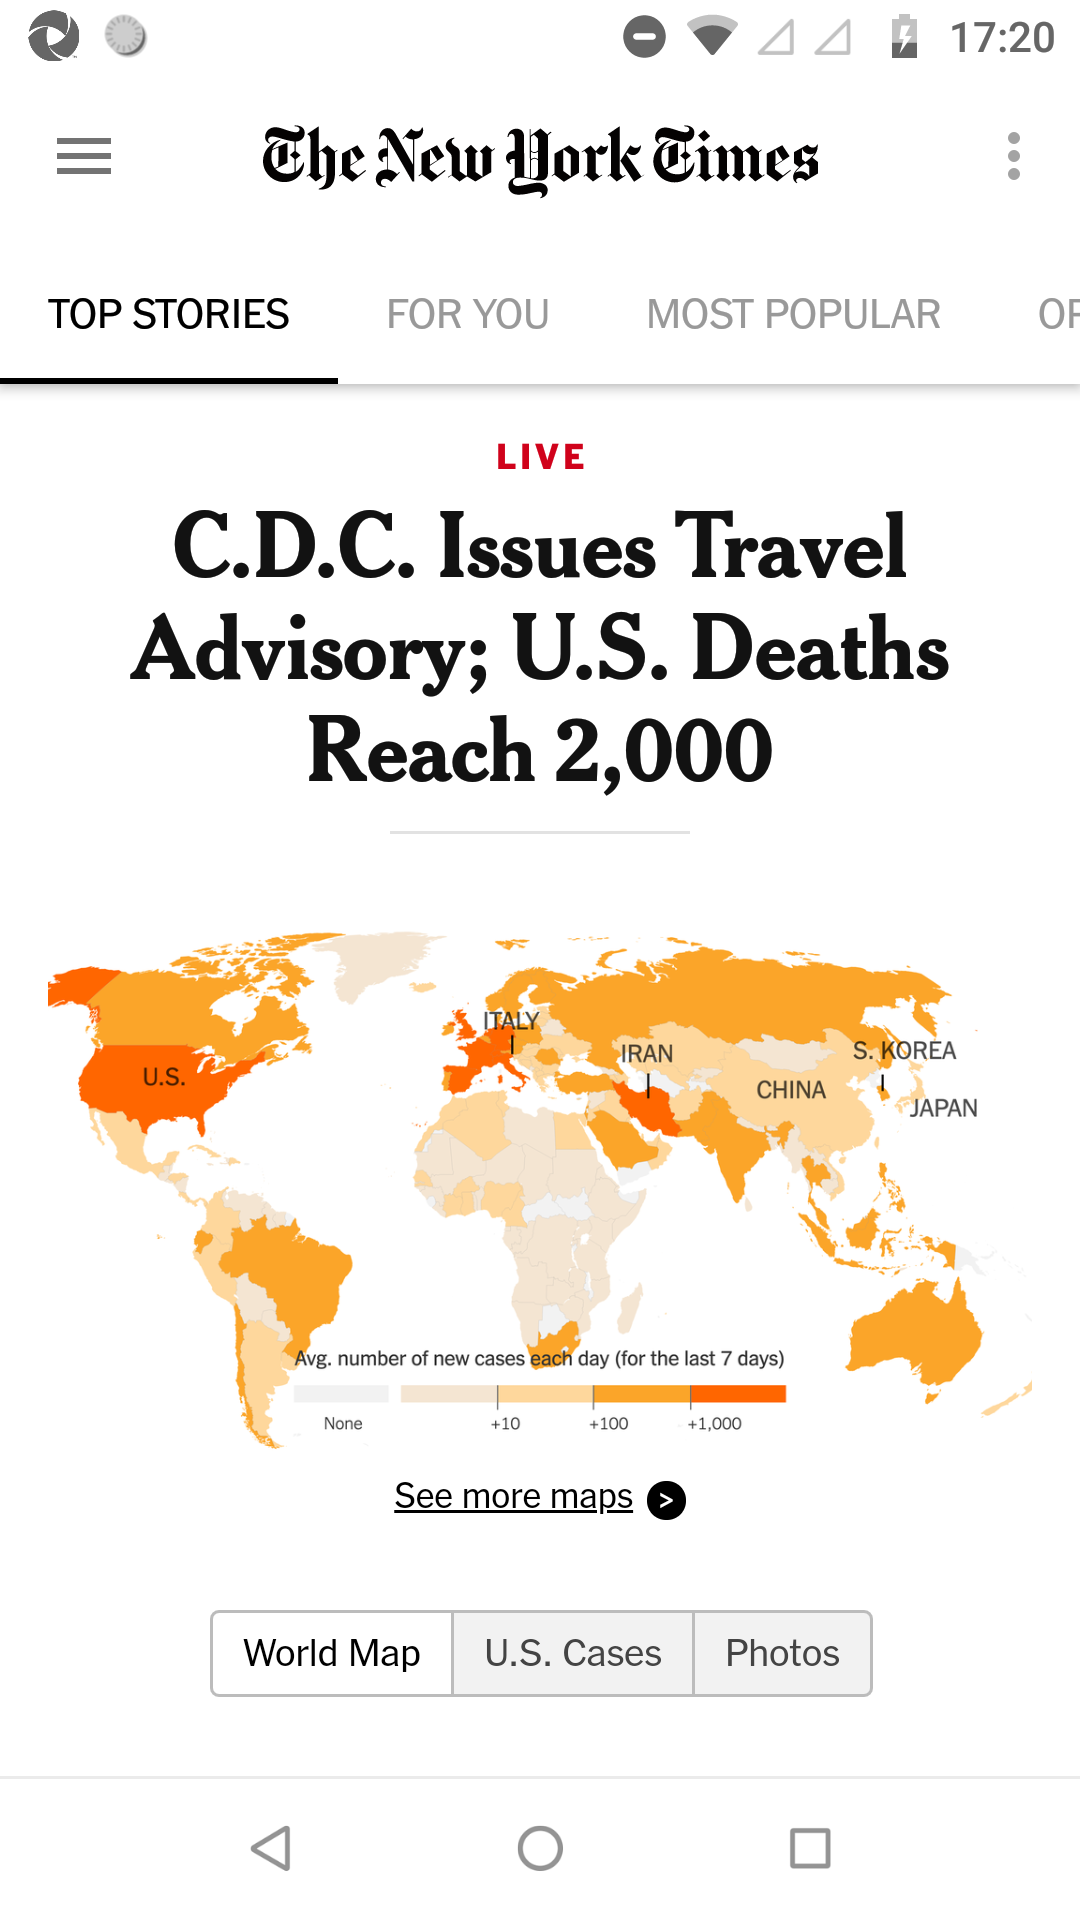 17:20
The New York Times
TOP STORIES FOR YOU MOST POPULAR
LIVE
C.D.C. Issues Travel
Advisory; U.S. Deaths
Reach 2,000
ITALY
IRAN
S. KOREA
U.S.
CHINA
JAPAN
Avg. number of new cases each day (for the last 7 days)
None +10 +100 +1,000
See more maps >
World Map U.S. Cases Photos